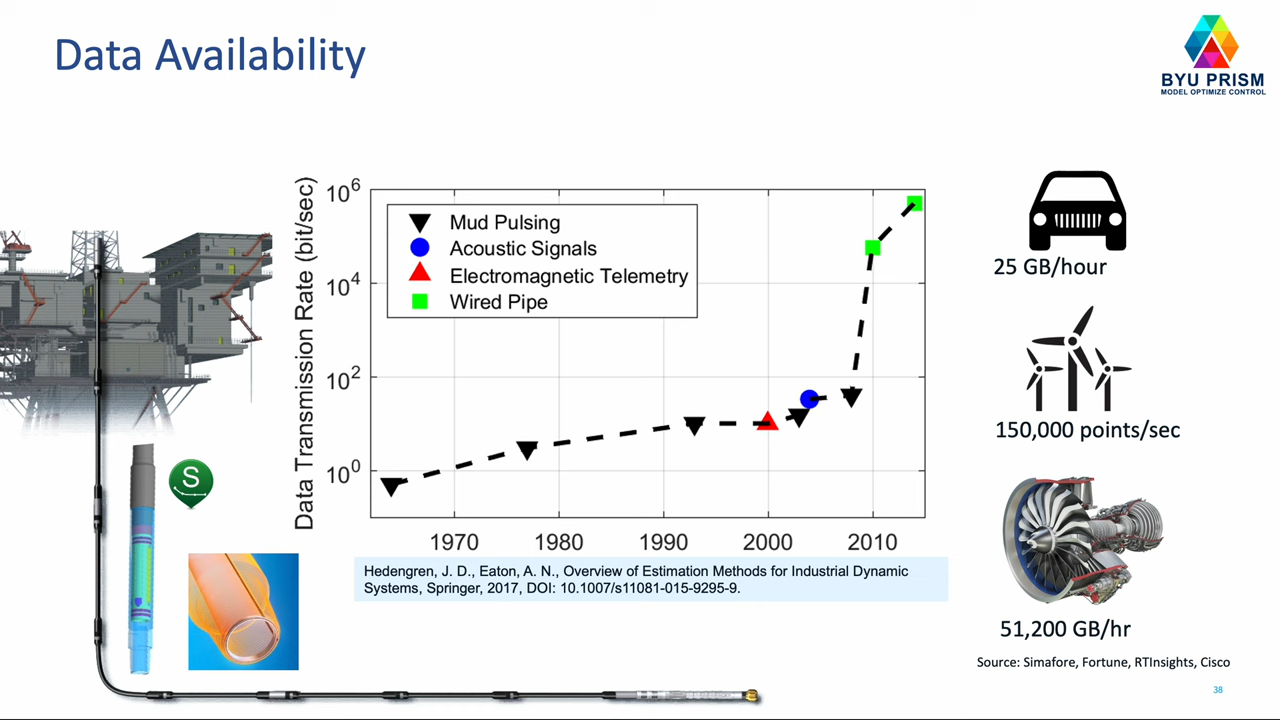 Data Availability
BYU PRISM
MODEL OPTIMIZE CONTROL
Data Transmission Rate (bit/sec)
10^6
10^4
10^2
10^0
Mud Pulsing
Acoustic Signals
Electromagnetic Telemetry
Wired Pipe
1970 1980 1990 2000 2010
Hedengren, J. D., Eaton, A. N., Overview of Estimation Methods for Industrial Dynamic
Systems, Springer, 2017, DOI: 10.1007/s11081-015-9295-9.
S
25 GB/hour
150,000 points/sec
51,200 GB/hr
Source: Simafore, Fortune, RTInsights, Cisco
38